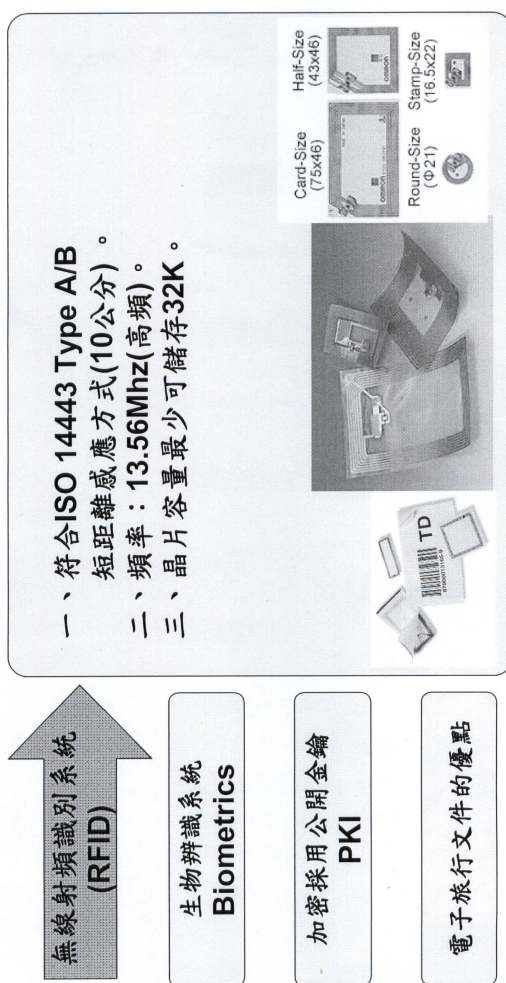 無線射頻識別系統
(RFID)
生物辨識系統
Biometrics
加密採用公開金鑰
PKI
電子旅行文件的優點
一、符合ISO 14443 Type A/B
短距離感應方式(10公分)。
二、頻率：13.56Mhz(高頻)。
三、晶片容量最少可儲存32K。
TD
Card-Size
(75x46)
Half-Size
(43x46)
omron
omron
Round-Size
(Φ21)
Stamp-Size
(16.5x22)